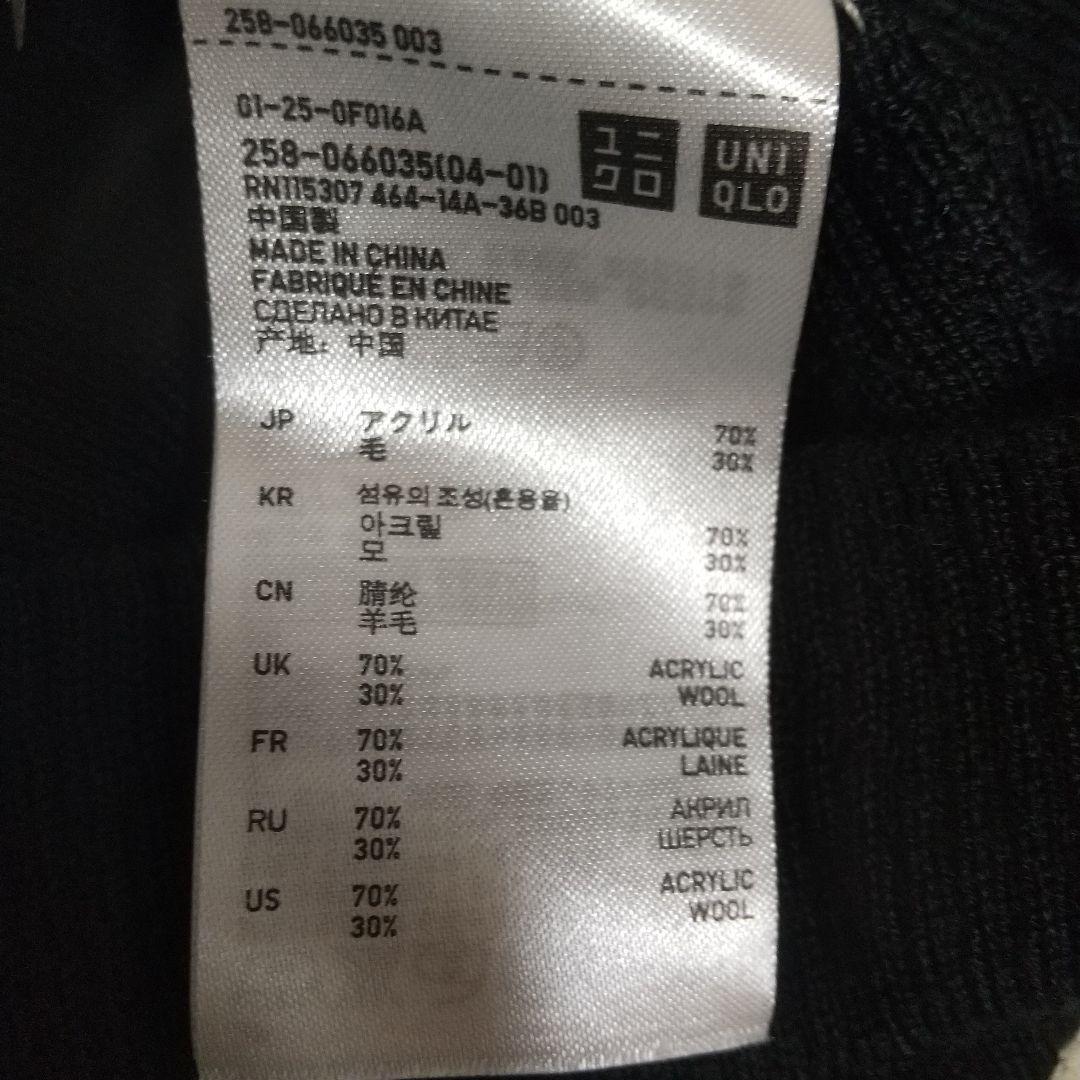 258-066035 003
01-25-0F016A
258-066035(04-01)
RN115307 464-14A-36B 003
ユニ
クロ
UNI
QLO
中国製
MADE IN CHINA
FABRIQUÉ EN CHINE
СДЕЛАНО В КИТАЕ
产地: 中国
JP アクリル 70%
毛 30%
KR 섬유의 조성(혼용율)
아크릴 70%
모 30%
CN 腈纶 70%
羊毛 30%
UK 70% ACRYLIC
30% WOOL
FR 70% ACRYLIQUE
30% LAINE
RU 70% АКРИЛ
30% ШЕРСТЬ
US 70% ACRYLIC
30% WOOL